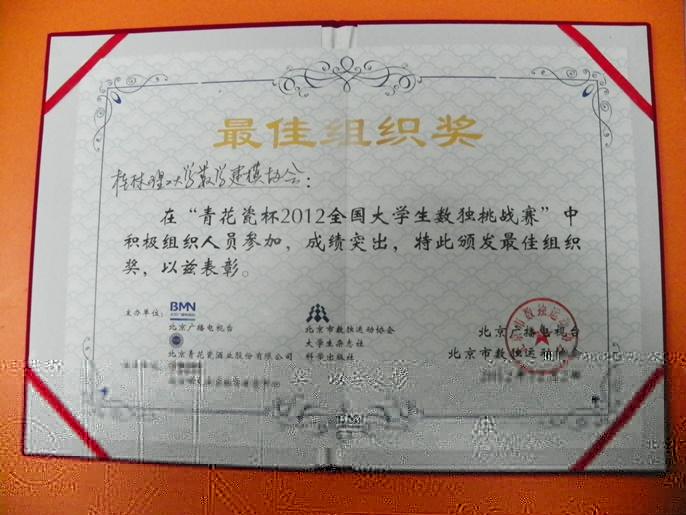 最佳组织奖
桂林理工大学数学建模协会：
在“青花瓷杯2012全国大学生数独挑战赛”中
积极组织人员参加，成绩突出，特此颁发最佳组织
奖，以兹表彰。
主办单位：
BMN
北京广播电视台
北京青花瓷酒业股份有限公司
北京市数独运动协会
大学生杂志社
科学出版社
北京广播电视台
北京市数独运动协会